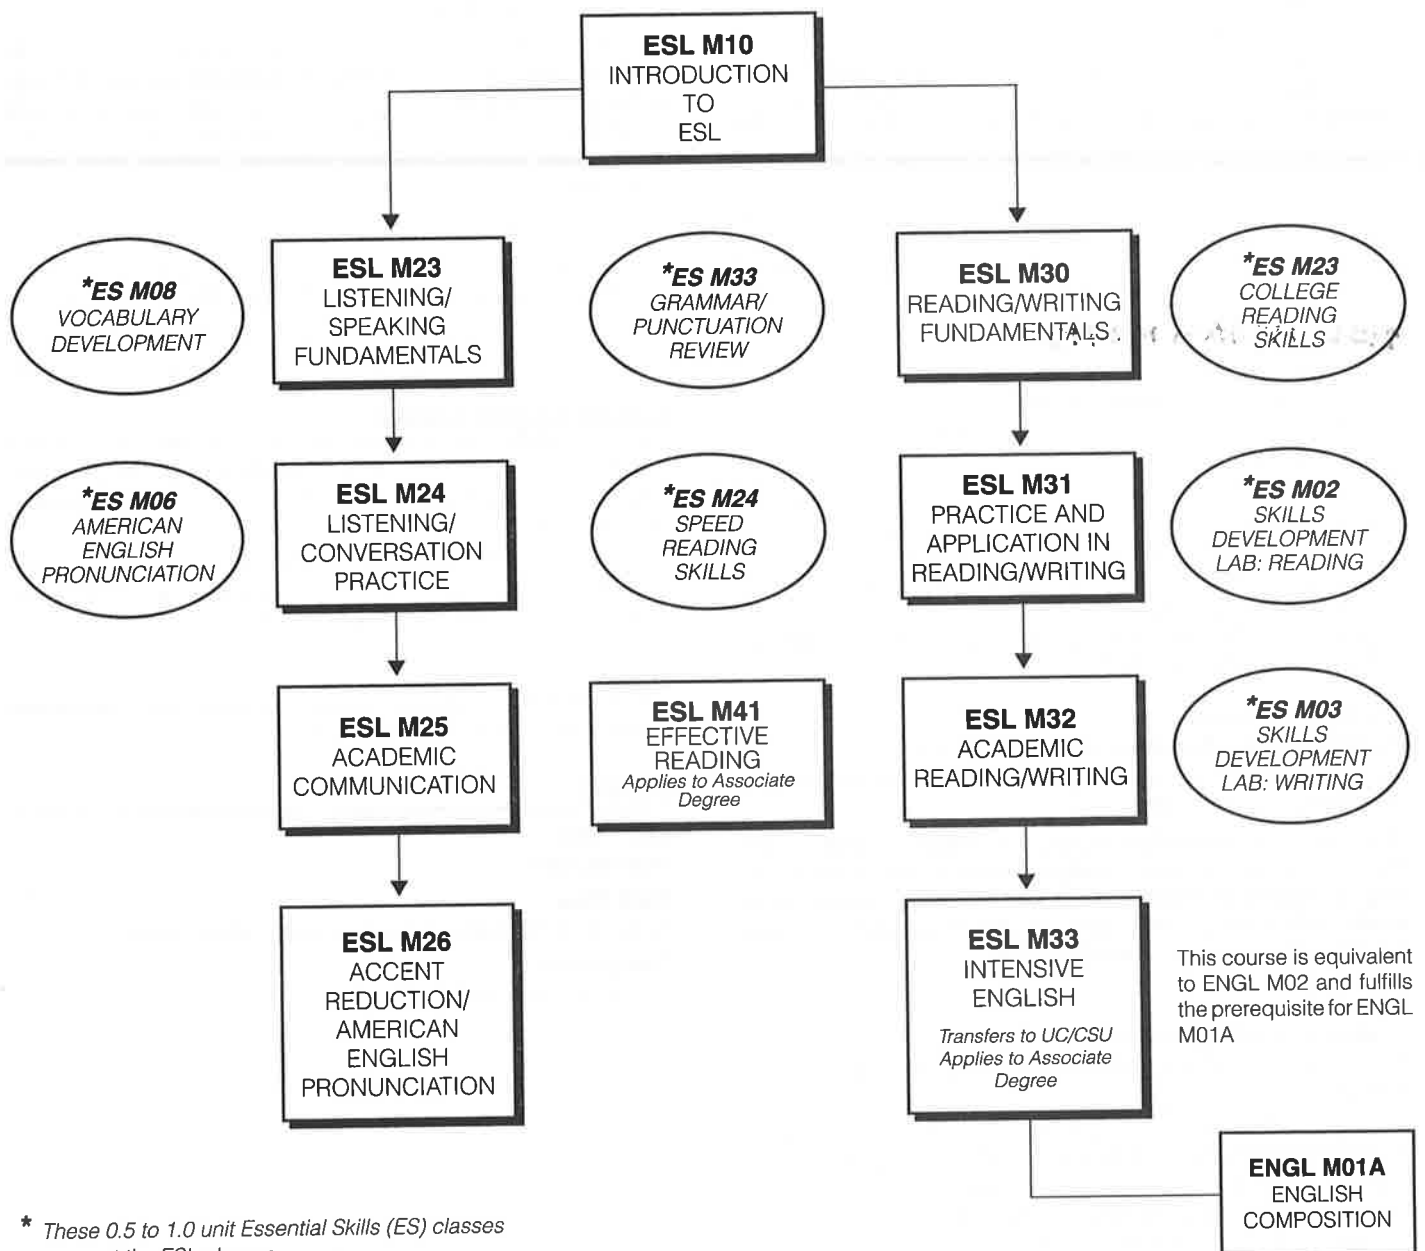 ESL M10
INTRODUCTION
TO
ESL
*ES M08
VOCABULARY
DEVELOPMENT
ESL M23
LISTENING/
SPEAKING
FUNDAMENTALS
*ES M33
GRAMMAR/
PUNCTUATION
REVIEW
ESL M30
READING/WRITING
FUNDAMENTALS
*ES M23
COLLEGE
READING
SKILLS
*ES M06
AMERICAN
ENGLISH
PRONUNCIATION
ESL M24
LISTENING/
CONVERSATION
PRACTICE
*ES M24
SPEED
READING
SKILLS
ESL M31
PRACTICE AND
APPLICATION IN
READING/WRITING
*ES M02
SKILLS
DEVELOPMENT
LAB: READING
ESL M25
ACADEMIC
COMMUNICATION
ESL M41
EFFECTIVE
READING
Applies to Associate
Degree
ESL M32
ACADEMIC
READING/WRITING
*ES M03
SKILLS
DEVELOPMENT
LAB: WRITING
ESL M26
ACCENT
REDUCTION/
AMERICAN
ENGLISH
PRONUNCIATION
ESL M33
INTENSIVE
ENGLISH
Transfers to UC/CSU
Applies to Associate
Degree
This course is equivalent
to ENGL M02 and fulfills
the prerequisite for ENGL
M01A
ENGL M01A
ENGLISH
COMPOSITION
* These 0.5 to 1.0 unit Essential Skills (ES) classes